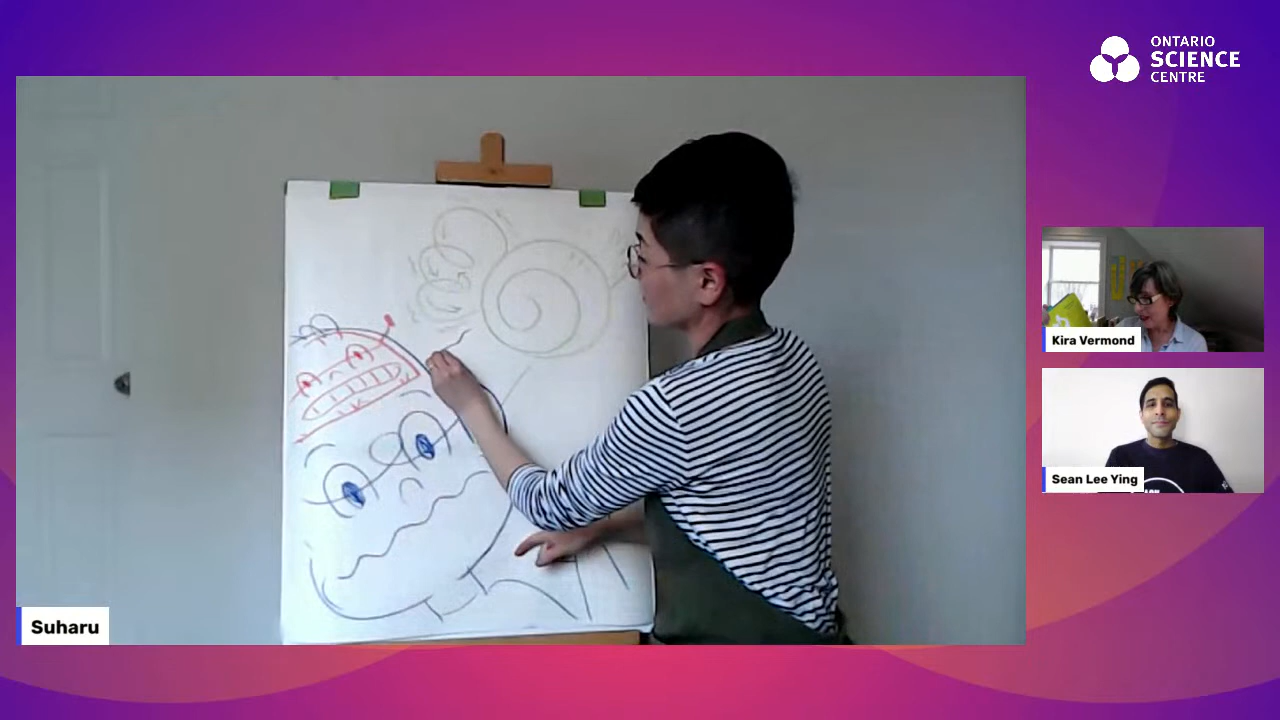 ONTARIO
SCIENCE
CENTRE
Kira Vermond
Sean Lee Ying
Suharu